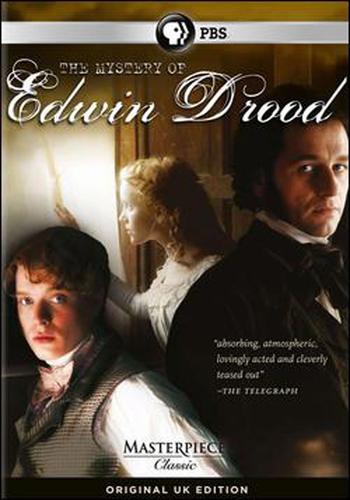 PBS
THE MYSTERY OF
Edwin Drood
"absorbing, atmospheric,
lovingly acted and cleverly
teased out"
–THE TELEGRAPH
MASTERPIECE
Classic
ORIGINAL UK EDITION